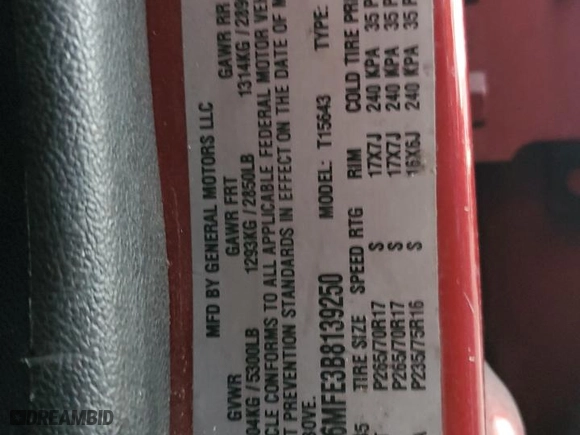 MFD BY GENERAL MOTORS LLC
GVWR GAWR FRT GAWR RR
04KG / 5300LB 1293KG / 2850LB 1314KG / 289
CLE CONFORMS TO ALL APPLICABLE FEDERAL MOTOR VE
T PREVENTION STANDARDS IN EFFECT ON THE DATE OF M
BOVE.
6MFE3B8139250 MODEL: T15643 TYPE:
TIRE SIZE SPEED RTG RIM COLD TIRE PR
45 P265/70R17 S 17X7J 240 KPA 35 P
P265/70R17 S 17X7J 240 KPA 35 P
A P235/75R16 S 16X6J 240 KPA 35 P
DREAMBID